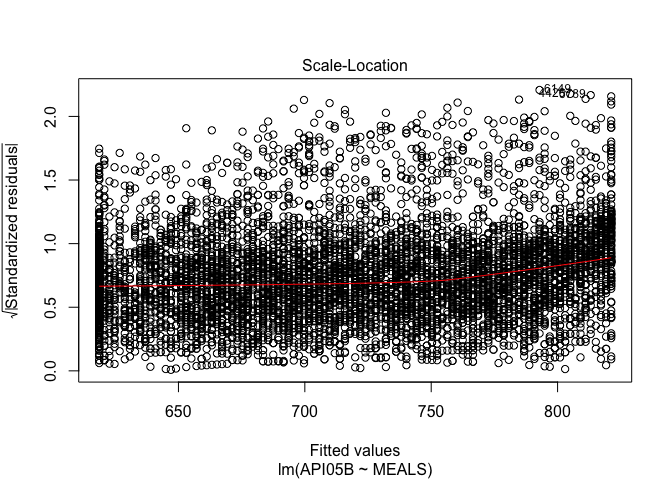 Scale-Location
√|Standardized residuals|
2.0
1.5
1.0
0.5
0.0
6149
650
700
750
800
Fitted values
lm(API05B ~ MEALS)